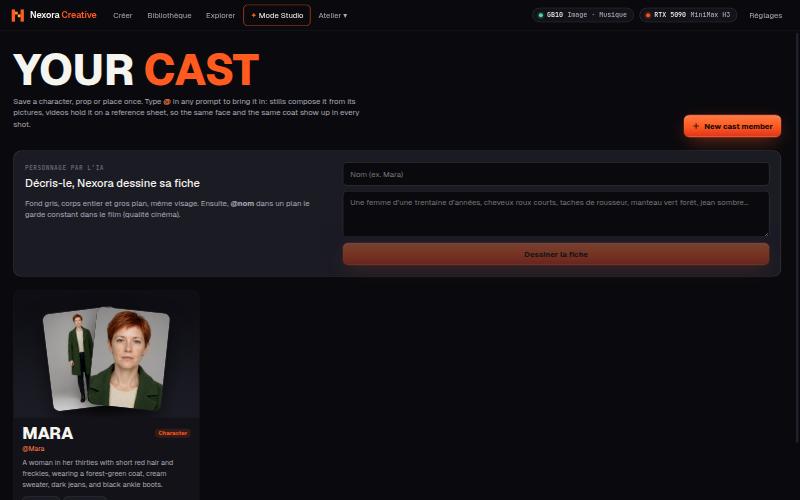 Nexora Creative Créer Bibliothèque Explorer + Mode Studio Atelier ▾ GB10 Image · Musique RTX 5090 MiniMax H3 Réglages
YOUR CAST
Save a character, prop or place once. Type @ in any prompt to bring it in: stills compose it from its
pictures, videos hold it on a reference sheet, so the same face and the same coat show up in every
shot.
+ New cast member
PERSONNAGE PAR L'IA
Décris-le, Nexora dessine sa fiche
Fond gris, corps entier et gros plan, même visage. Ensuite, @nom dans un plan le
garde constant dans le film (qualité cinéma).
Nom (ex. Mara)
Une femme d'une trentaine d'années, cheveux roux courts, taches de rousseur, manteau vert forêt, jean sombre...
Dessiner la fiche
MARA Character
@Mara
A woman in her thirties with short red hair and
freckles, wearing a forest-green coat, cream
sweater, dark jeans, and black ankle boots.